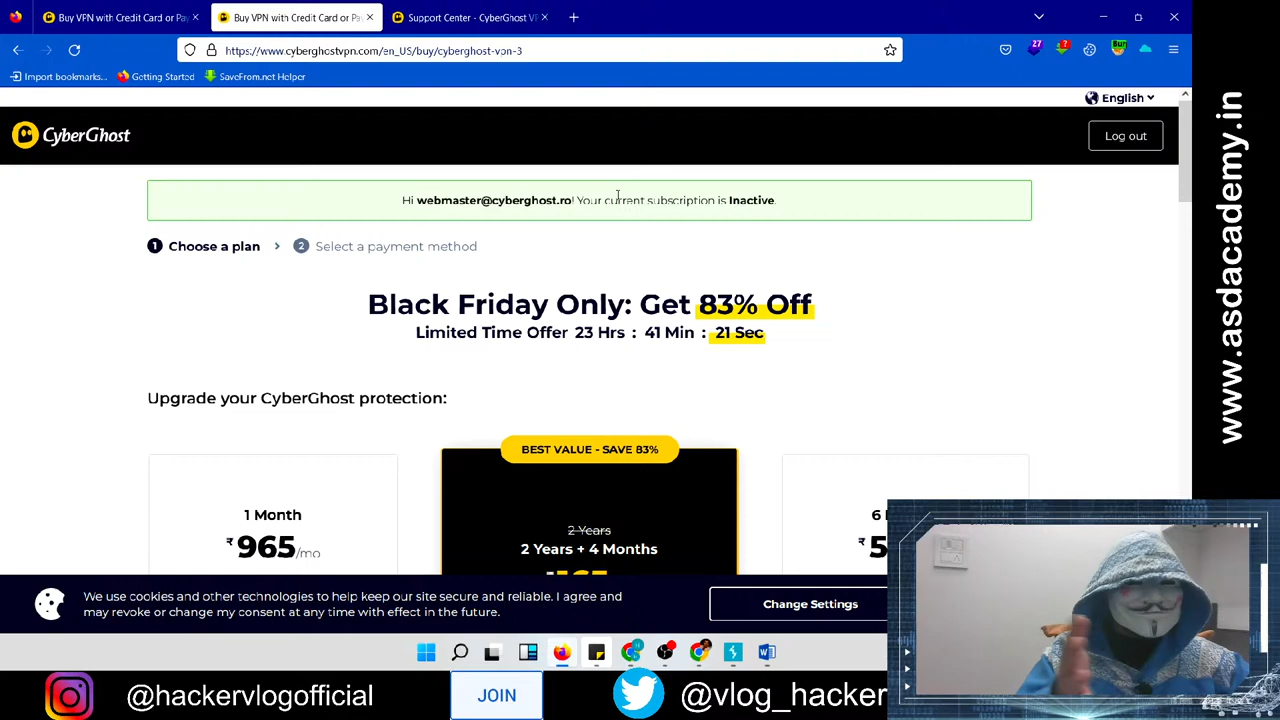 Buy VPN with Credit Card or Pa
Buy VPN with Credit Card or Pa
Support Center - CyberGhost VP
https://www.cyberghostvpn.com/en_US/buy/cyberghost-vpn-3
27
?
Bur
Import bookmarks...
Getting Started
SaveFrom.net Helper
English
CyberGhost
Log out
Hi webmaster@cyberghost.ro! Your current subscription is Inactive.
1 Choose a plan
2 Select a payment method
Black Friday Only: Get 83% Off
Limited Time Offer 23 Hrs : 41 Min : 21 Sec
Upgrade your CyberGhost protection:
BEST VALUE - SAVE 83%
1 Month
₹965/mo
2 Years
2 Years + 4 Months
6
₹5
We use cookies and other technologies to help keep our site secure and reliable. I agree and
may revoke or change my consent at any time with effect in the future.
Change Settings
@hackervlogofficial
JOIN
@vlog_hacker
www.asdacademy.in